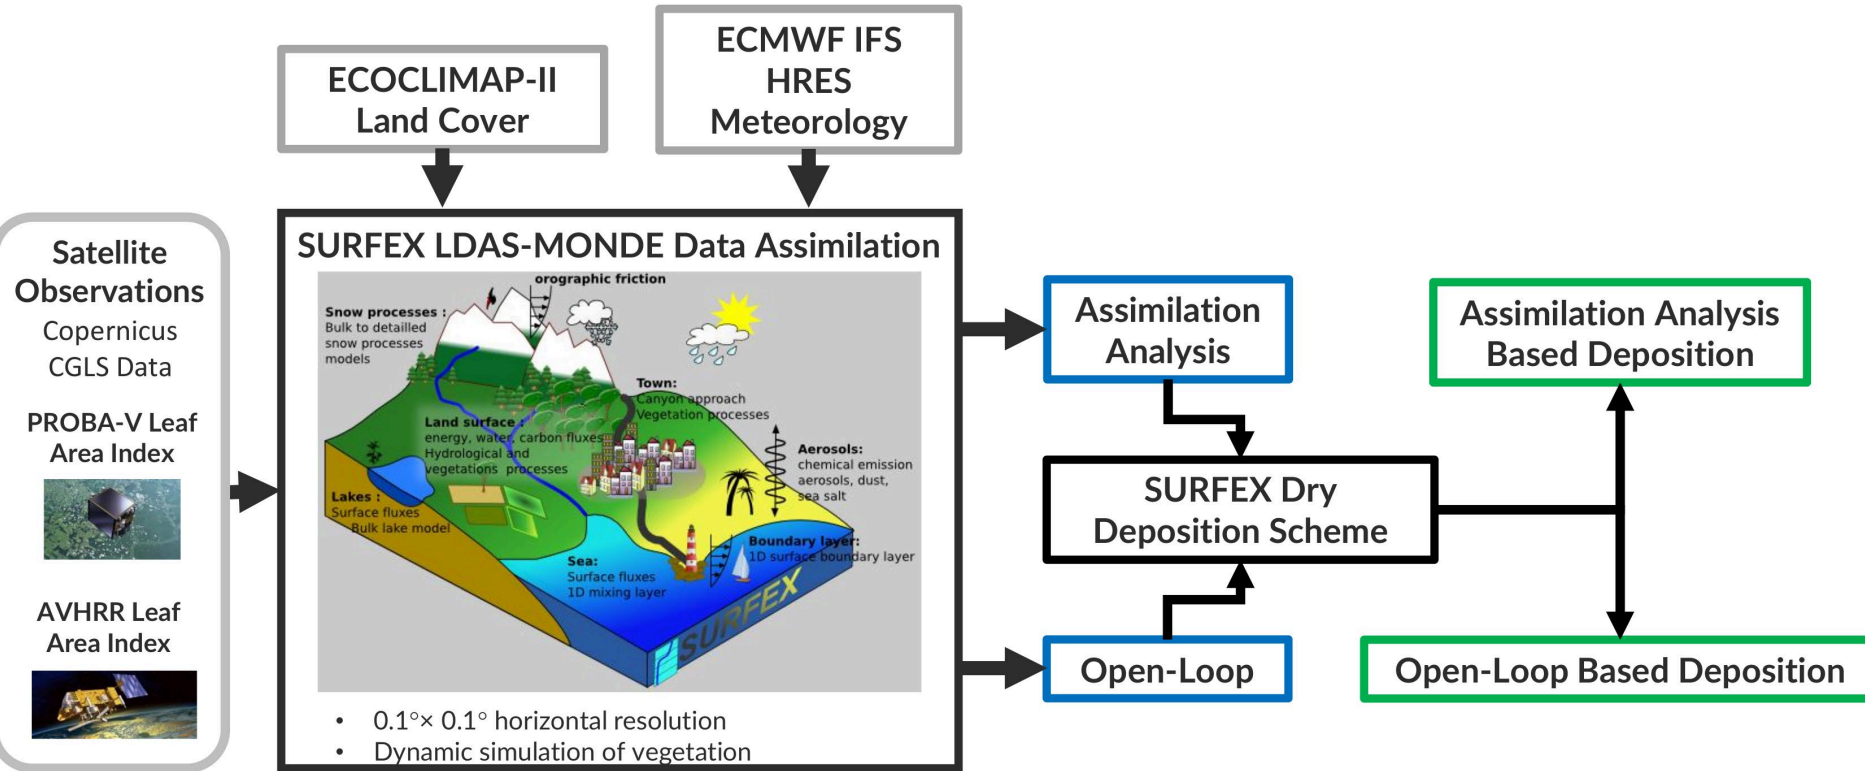 ECOCLIMAP-II
Land Cover
ECMWF IFS
HRES
Meteorology
Satellite
Observations
Copernicus
CGLS Data
PROBA-V Leaf
Area Index
AVHRR Leaf
Area Index
SURFEX LDAS-MONDE Data Assimilation
orographic friction
Snow processes :
Bulk to detailled
snow processes
models
Town:
Canyon approach
Vegetation processes
Land surface :
energy, water, carbon fluxes
Hydrological and
vegetations processes
Aerosols:
chemical emission
aerosols, dust,
sea salt
Lakes :
Surface fluxes
Bulk lake model
Boundary layer:
1D surface boundary layer
Sea:
Surface fluxes
1D mixing layer
SURFEX
• 0.1°× 0.1° horizontal resolution
• Dynamic simulation of vegetation
Assimilation
Analysis
SURFEX Dry
Deposition Scheme
Open-Loop
Assimilation Analysis
Based Deposition
Open-Loop Based Deposition